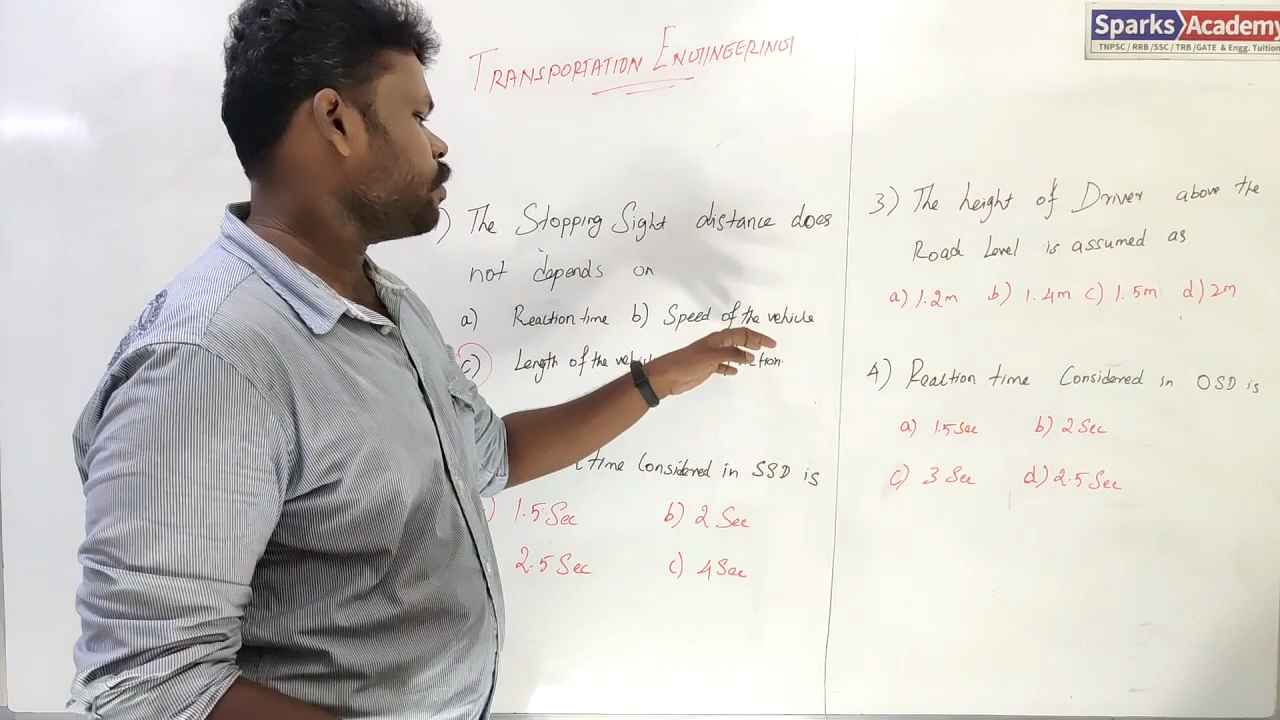 Sparks Academy
TNPSC / RRB / SSC / TRB / GATE & Engg. Tuition
TRANSPORTATION ENGINEERING
) The Stopping Sight distance does
not depends on
a) Reaction time b) Speed of the vehicle
c) Length of the
time Considered in SSD is
) 1.5 Sec b) 2 Sec
2.5 Sec c) 4 Sec
3) The height of Driver above the
Road Level is assumed as
a) 1.2m b) 1.4m c) 1.5m d) 2m
4) Reaction time Considered in OSD is
a) 1.5 Sec b) 2 Sec
c) 3 Sec d) 2.5 Sec